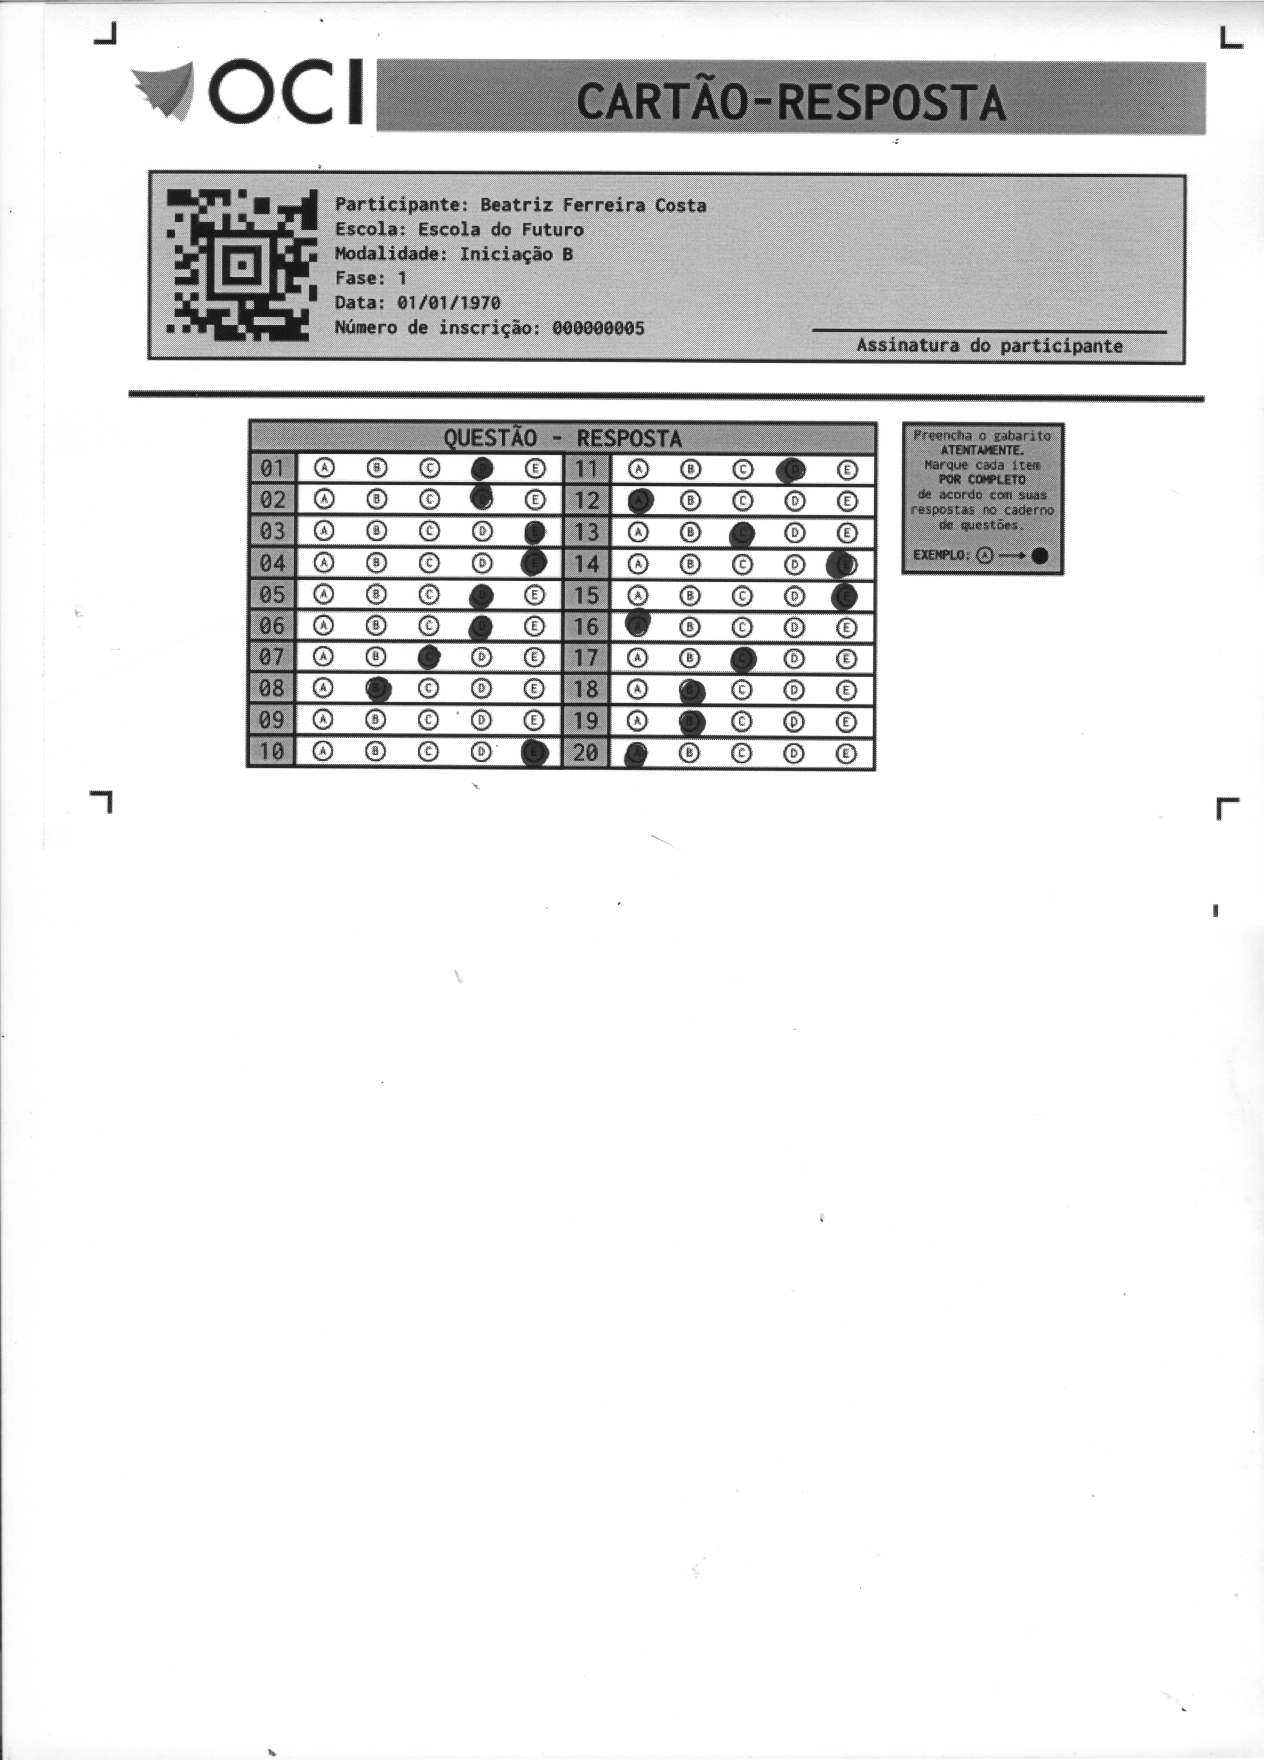 OCI
CARTÃO-RESPOSTA
Participante: Beatriz Ferreira Costa
Escola: Escola do Futuro
Modalidade: Iniciação B
Fase: 1
Data: 01/01/1970
Número de inscrição: 000000005
Assinatura do participante
QUESTÃO - RESPOSTA
01 A B C D E 11 A B C D E
02 A B C D E 12 A B C D E
03 A B C D E 13 A B C D E
04 A B C D E 14 A B C D E
05 A B C D E 15 A B C D E
06 A B C D E 16 A B C D E
07 A B C D E 17 A B C D E
08 A B C D E 18 A B C D E
09 A B C D E 19 A B C D E
10 A B C D E 20 A B C D E
Preencha o gabarito
ATENTAMENTE.
Marque cada item
POR COMPLETO
de acordo com suas
respostas no caderno
de questões.
EXEMPLO: A